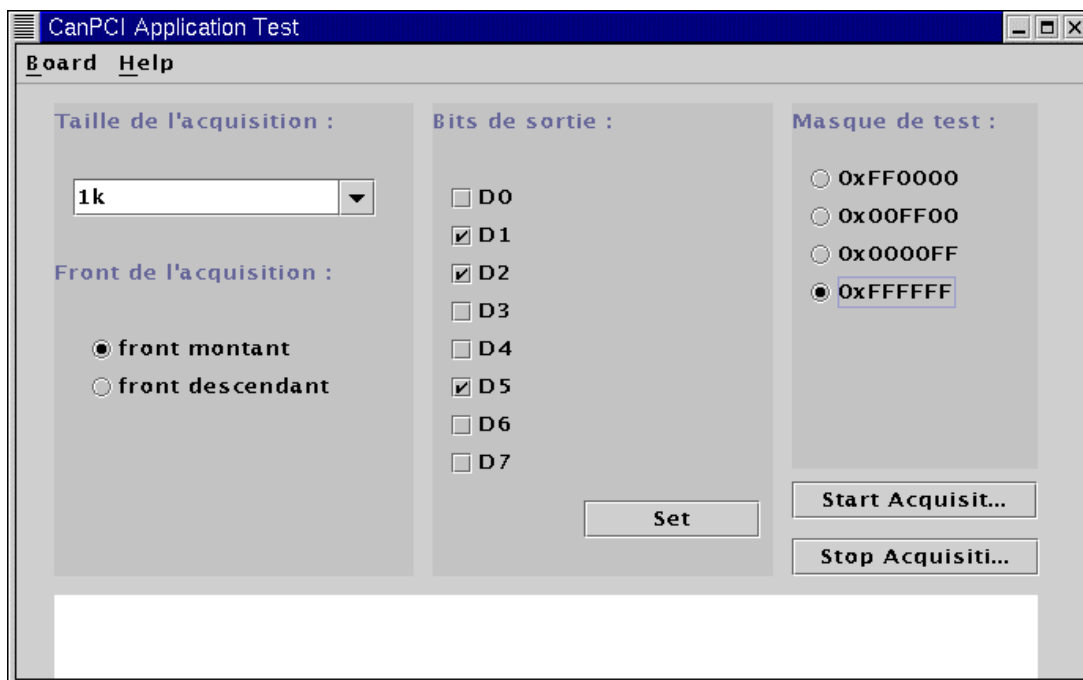 CanPCI Application Test
Board Help
Taille de l'acquisition :
1k
Front de l'acquisition :
front montant
front descendant
Bits de sortie :
D0
D1
D2
D3
D4
D5
D6
D7
Set
Masque de test :
0xFF0000
0x00FF00
0x0000FF
0xFFFFFF
Start Acquisit...
Stop Acquisiti...